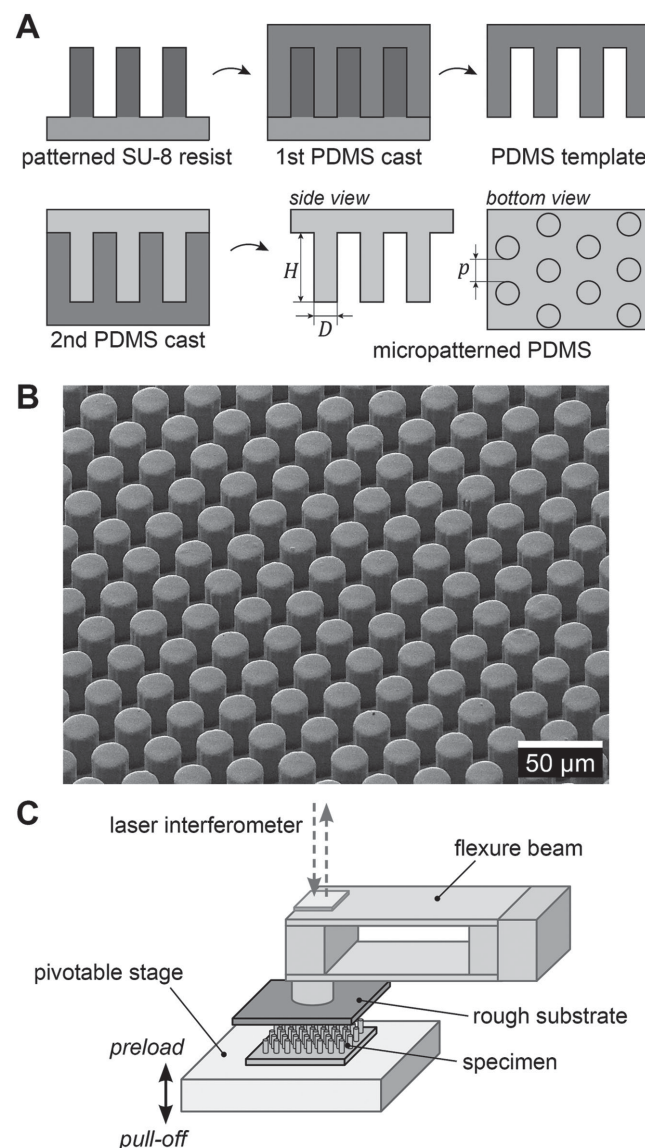 A
patterned SU-8 resist
1st PDMS cast
PDMS template
2nd PDMS cast
side view
H
D
bottom view
p
micropatterned PDMS
B
50 µm
C
laser interferometer
flexure beam
pivotable stage
rough substrate
preload
specimen
pull-off